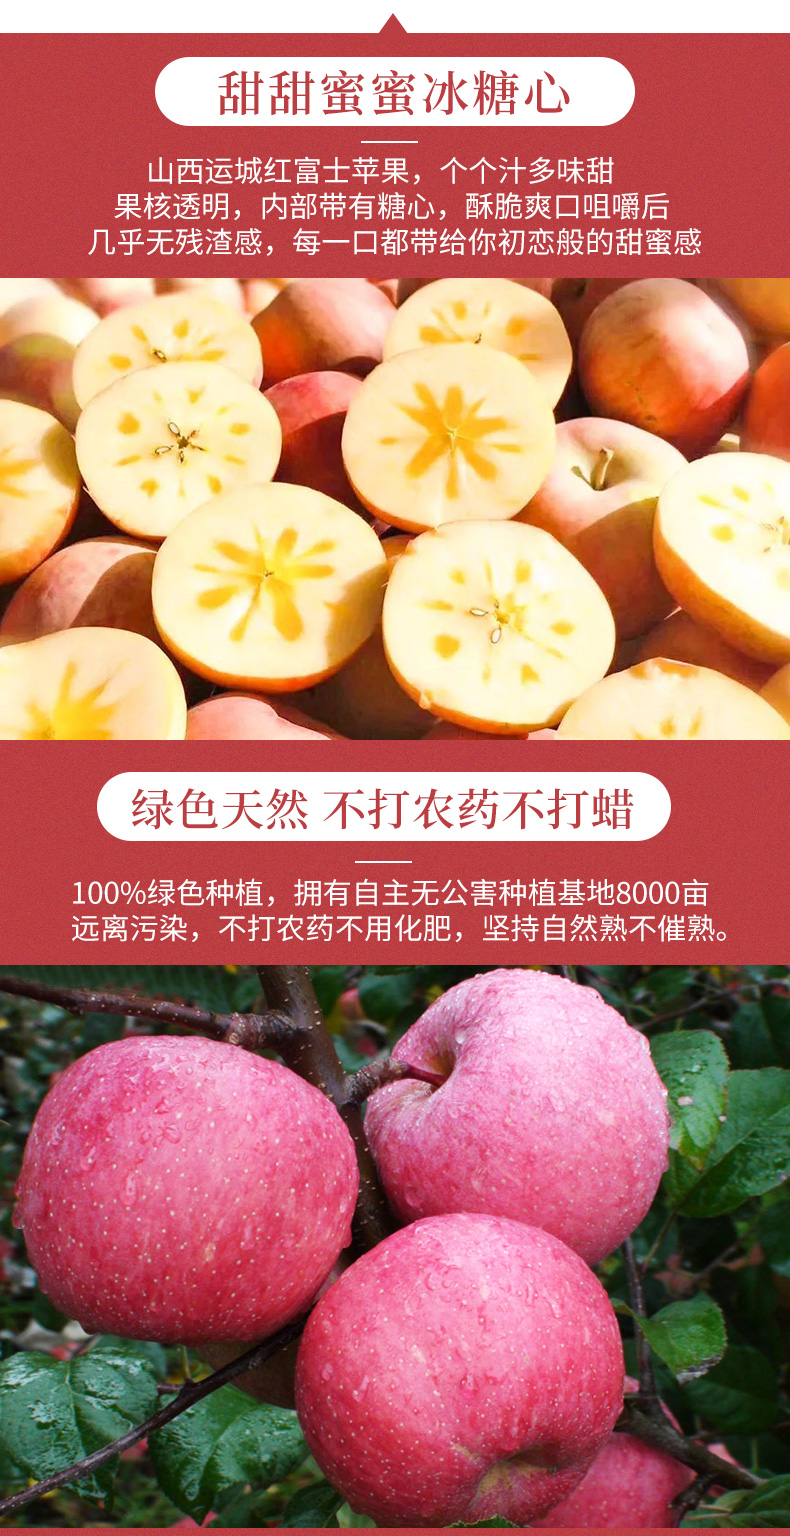 甜甜蜜蜜冰糖心
山西运城红富士苹果，个个汁多味甜
果核透明，内部带有糖心，酥脆爽口咀嚼后
几乎无残渣感，每一口都带给你初恋般的甜蜜感
绿色天然 不打农药不打蜡
100%绿色种植，拥有自主无公害种植基地8000亩
远离污染，不打农药不用化肥，坚持自然熟不催熟。